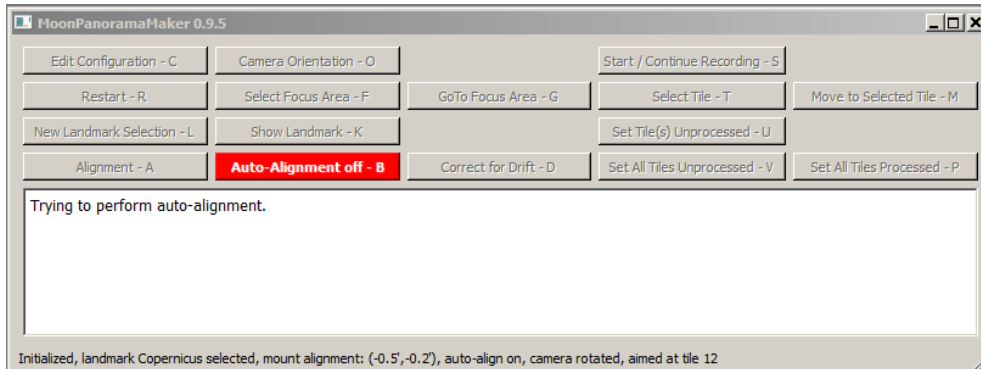 MoonPanoramaMaker 0.9.5
Edit Configuration - C Camera Orientation - O Start / Continue Recording - S
Restart - R Select Focus Area - F GoTo Focus Area - G Select Tile - T Move to Selected Tile - M
New Landmark Selection - L Show Landmark - K Set Tile(s) Unprocessed - U
Alignment - A Auto-Alignment off - B Correct for Drift - D Set All Tiles Unprocessed - V Set All Tiles Processed - P
Trying to perform auto-alignment.
Initialized, landmark Copernicus selected, mount alignment: (-0.5',-0.2'), auto-align on, camera rotated, aimed at tile 12